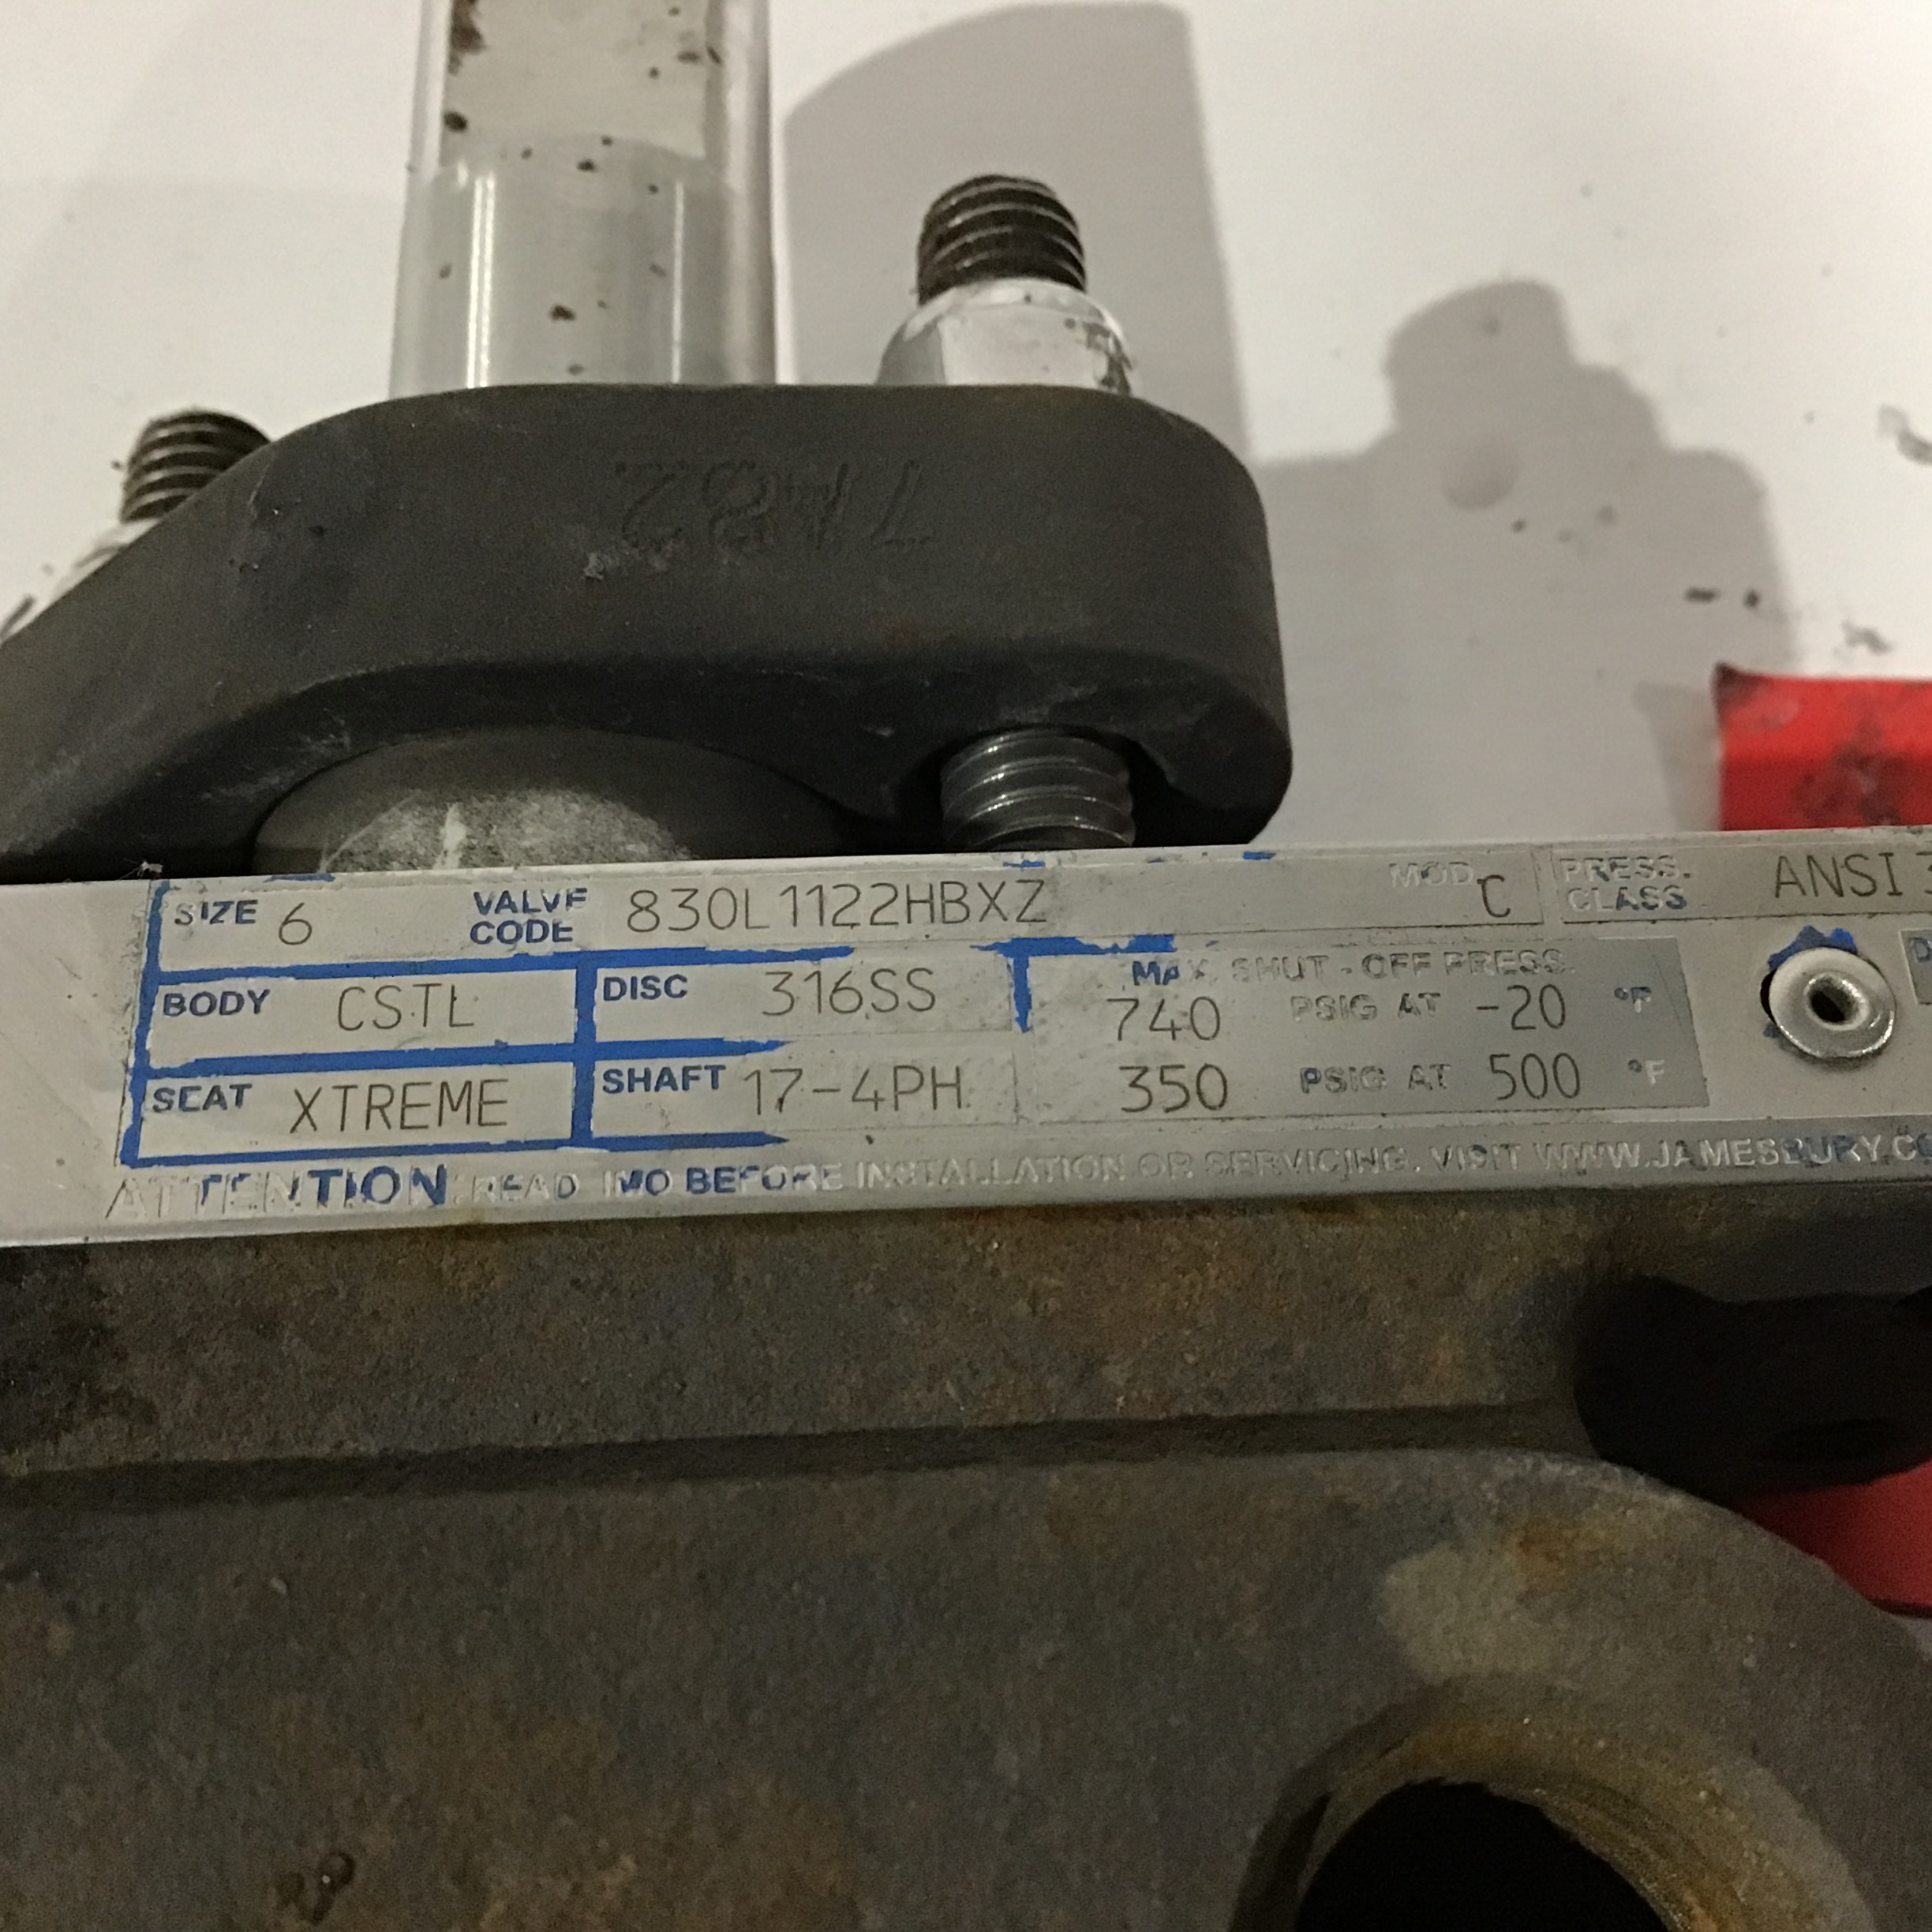 SIZE 6 VALVE CODE 830L1122HBXZ MOD. C PRESS. CLASS ANSI
BODY CSTL DISC 316SS MAX. SHUT-OFF PRESS.
740 PSIG AT -20 °F
SEAT XTREME SHAFT 17-4PH 350 PSIG AT 500 °F
ATTENTION: READ IMO BEFORE INSTALLATION OR SERVICING. VISIT WWW.JAMESBURY.CO